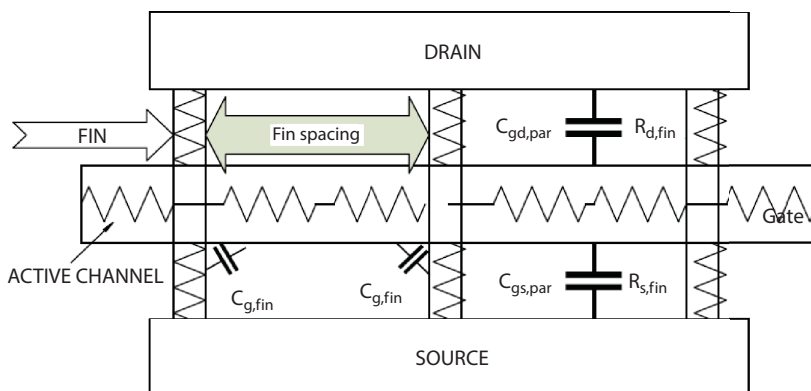 DRAIN
FIN
Fin spacing
C_gd,par
R_d,fin
Gate
ACTIVE CHANNEL
C_g,fin
C_g,fin
C_gs,par
R_s,fin
SOURCE